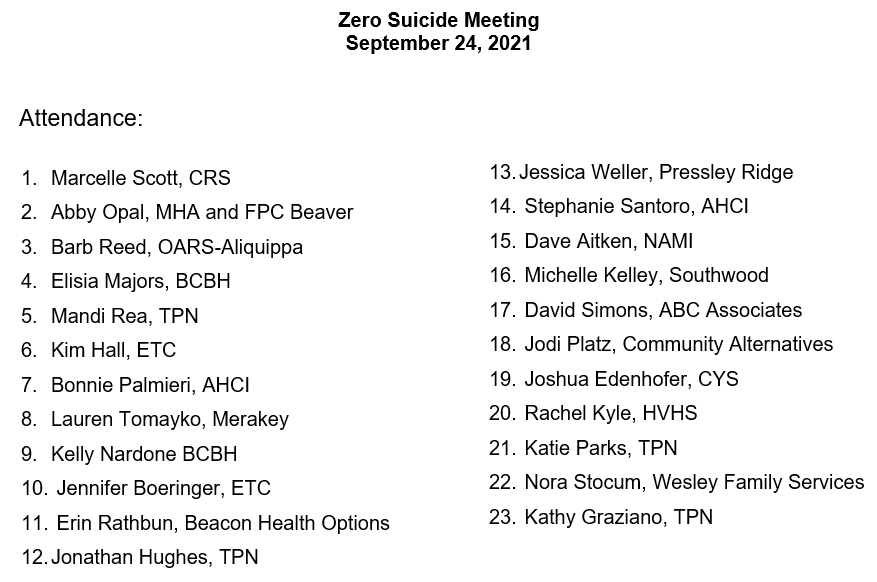 Zero Suicide Meeting
September 24, 2021
Attendance:
1. Marcelle Scott, CRS
2. Abby Opal, MHA and FPC Beaver
3. Barb Reed, OARS-Aliquippa
4. Elisia Majors, BCBH
5. Mandi Rea, TPN
6. Kim Hall, ETC
7. Bonnie Palmieri, AHCI
8. Lauren Tomayko, Merakey
9. Kelly Nardone BCBH
10. Jennifer Boeringer, ETC
11. Erin Rathbun, Beacon Health Options
12. Jonathan Hughes, TPN
13. Jessica Weller, Pressley Ridge
14. Stephanie Santoro, AHCI
15. Dave Aitken, NAMI
16. Michelle Kelley, Southwood
17. David Simons, ABC Associates
18. Jodi Platz, Community Alternatives
19. Joshua Edenhofer, CYS
20. Rachel Kyle, HVHS
21. Katie Parks, TPN
22. Nora Stocum, Wesley Family Services
23. Kathy Graziano, TPN